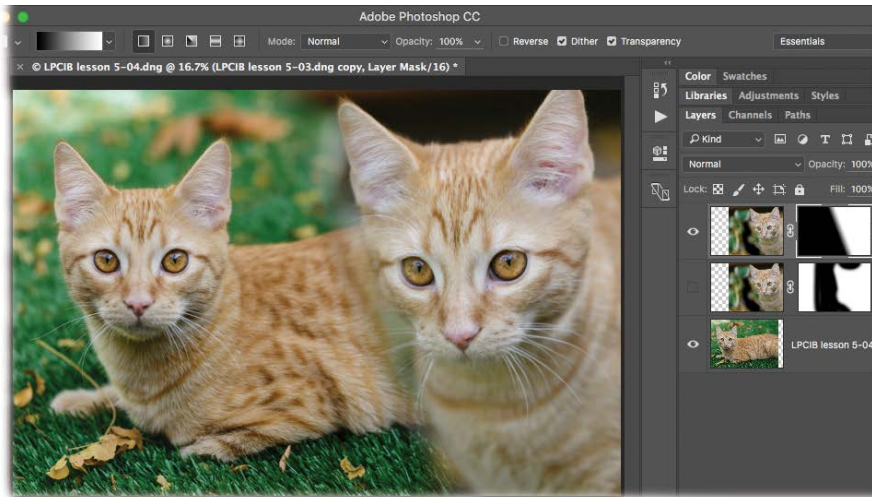 Adobe Photoshop CC
Mode: Normal Opacity: 100% Reverse Dither Transparency Essentials
× © LPCIB lesson 5-04.dng @ 16.7% (LPCIB lesson 5-03.dng copy, Layer Mask/16) *
Color Swatches
Libraries Adjustments Styles
Layers Channels Paths
Kind
Normal Opacity: 100%
Lock: Fill: 100%
LPCIB lesson 5-04